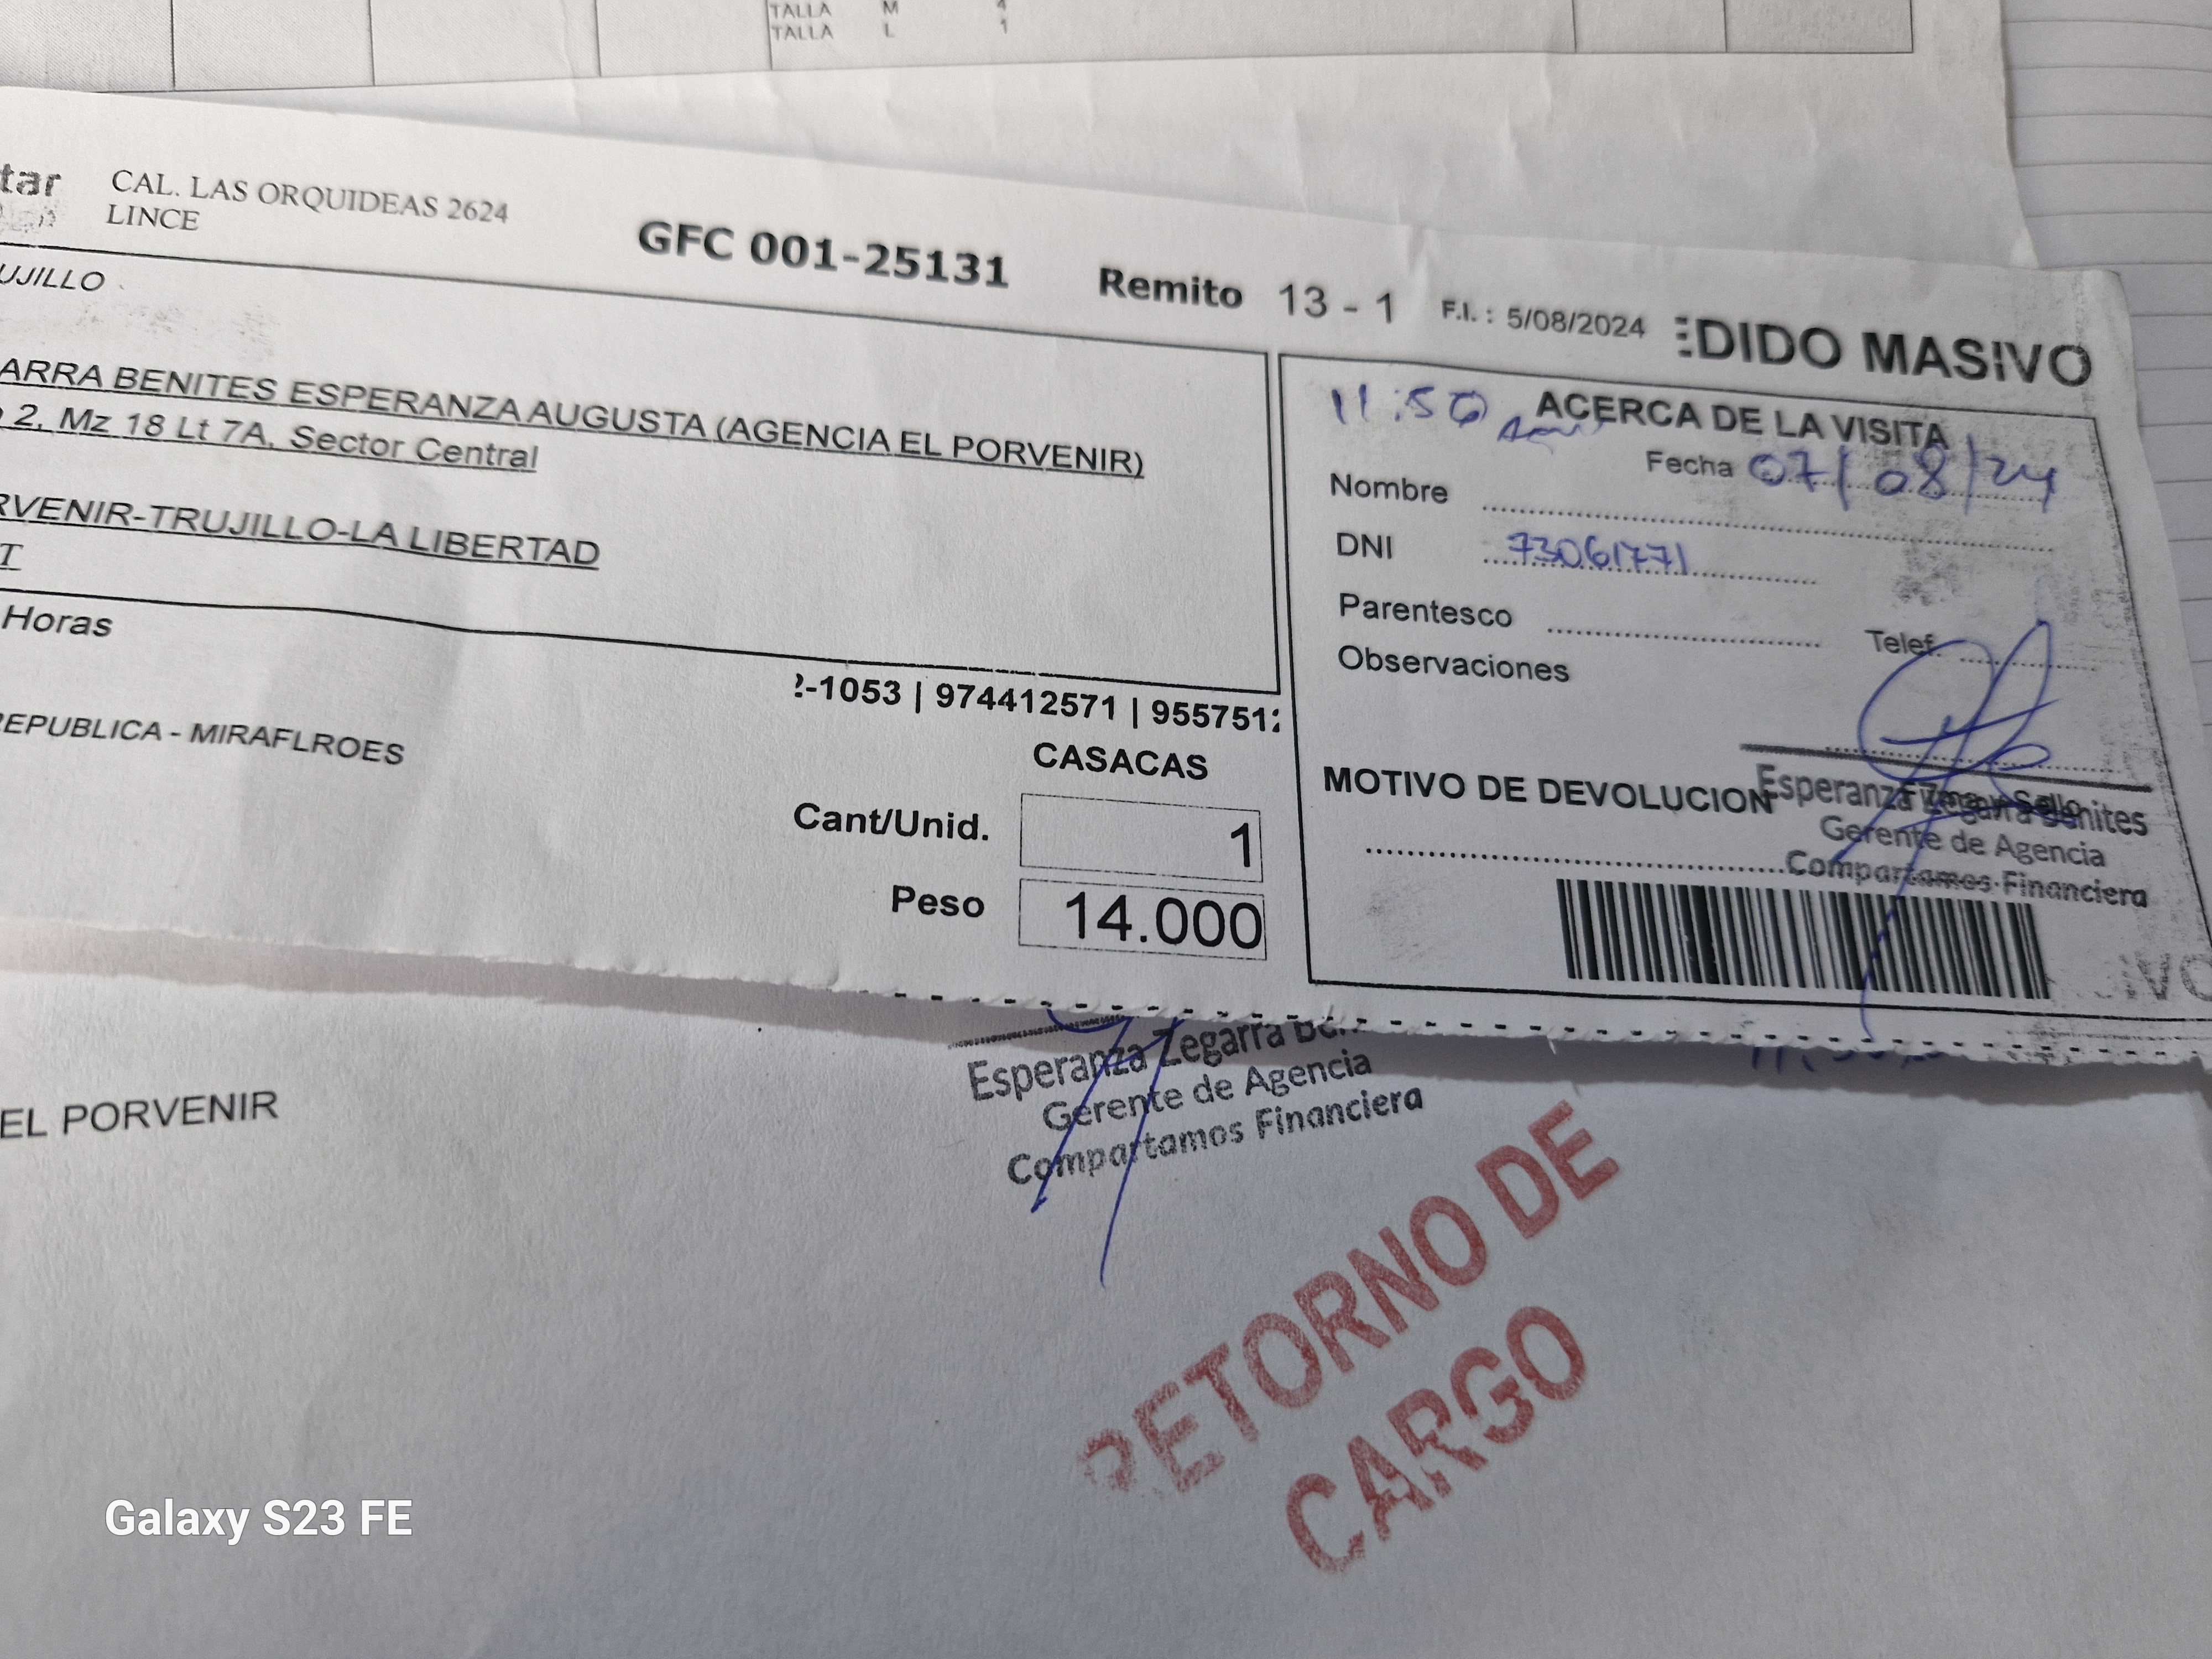 TALLA M 4
TALLA L 1
tar
CAL. LAS ORQUIDEAS 2624
LINCE
GFC 001-25131
Remito 13 - 1
F.I. : 5/08/2024
EDIDO MASIVO
UJILLO
ARRA BENITES ESPERANZA AUGUSTA (AGENCIA EL PORVENIR)
2, Mz 18 Lt 7A, Sector Central
RVENIR-TRUJILLO-LA LIBERTAD
T
Horas
-1053 | 974412571 | 955751
REPUBLICA - MIRAFLROES
CASACAS
Cant/Unid. 1
Peso 14.000
11:50
ACERCA DE LA VISITA
Fecha 07/08/24
Nombre
DNI 73061771
Parentesco
Telef.
Observaciones
MOTIVO DE DEVOLUCION
Firma y Sello
Esperanza Zegarra Benites
Gerente de Agencia
Compartamos Financiera
Esperanza Zegarra Ben
Gerente de Agencia
Compartamos Financiera
EL PORVENIR
RETORNO DE
CARGO
Galaxy S23 FE